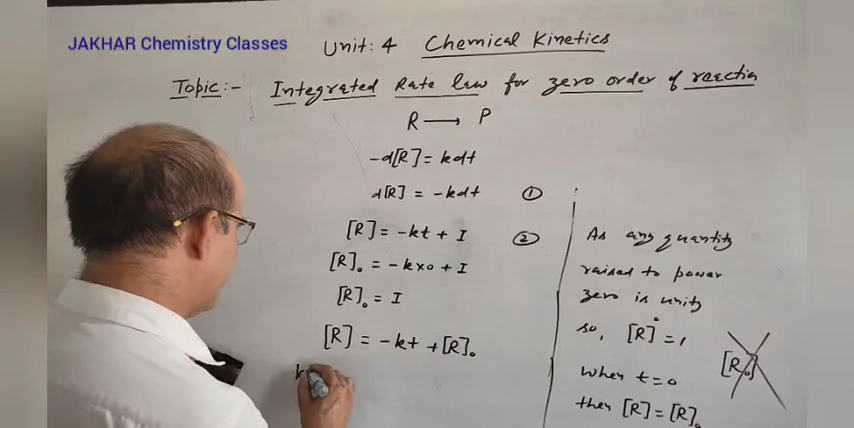 JAKHAR Chemistry Classes
Unit: 4 Chemical Kinetics
Topic:- Integrated Rate law for zero order of reaction
R ⟶ P
-d[R] = kdt
d[R] = -kdt ①
[R] = -kt + I ②
[R]₀ = -k×0 + I
[R]₀ = I
[R] = -kt + [R]₀
k
As any quantity
raised to power
zero is unity
so, [R]⁰ = 1
when t=0
then [R] = [R]₀
[R₀]